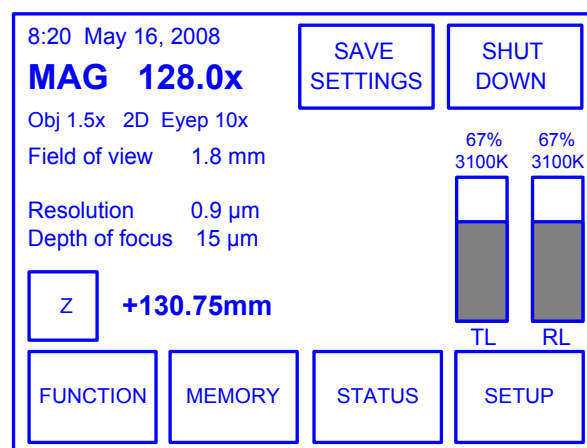 8:20 May 16, 2008
MAG 128.0x
SAVE
SETTINGS
SHUT
DOWN
Obj 1.5x 2D Eyep 10x
Field of view 1.8 mm
67% 67%
3100K 3100K
Resolution 0.9 µm
Depth of focus 15 µm
Z +130.75mm
TL RL
FUNCTION MEMORY STATUS SETUP